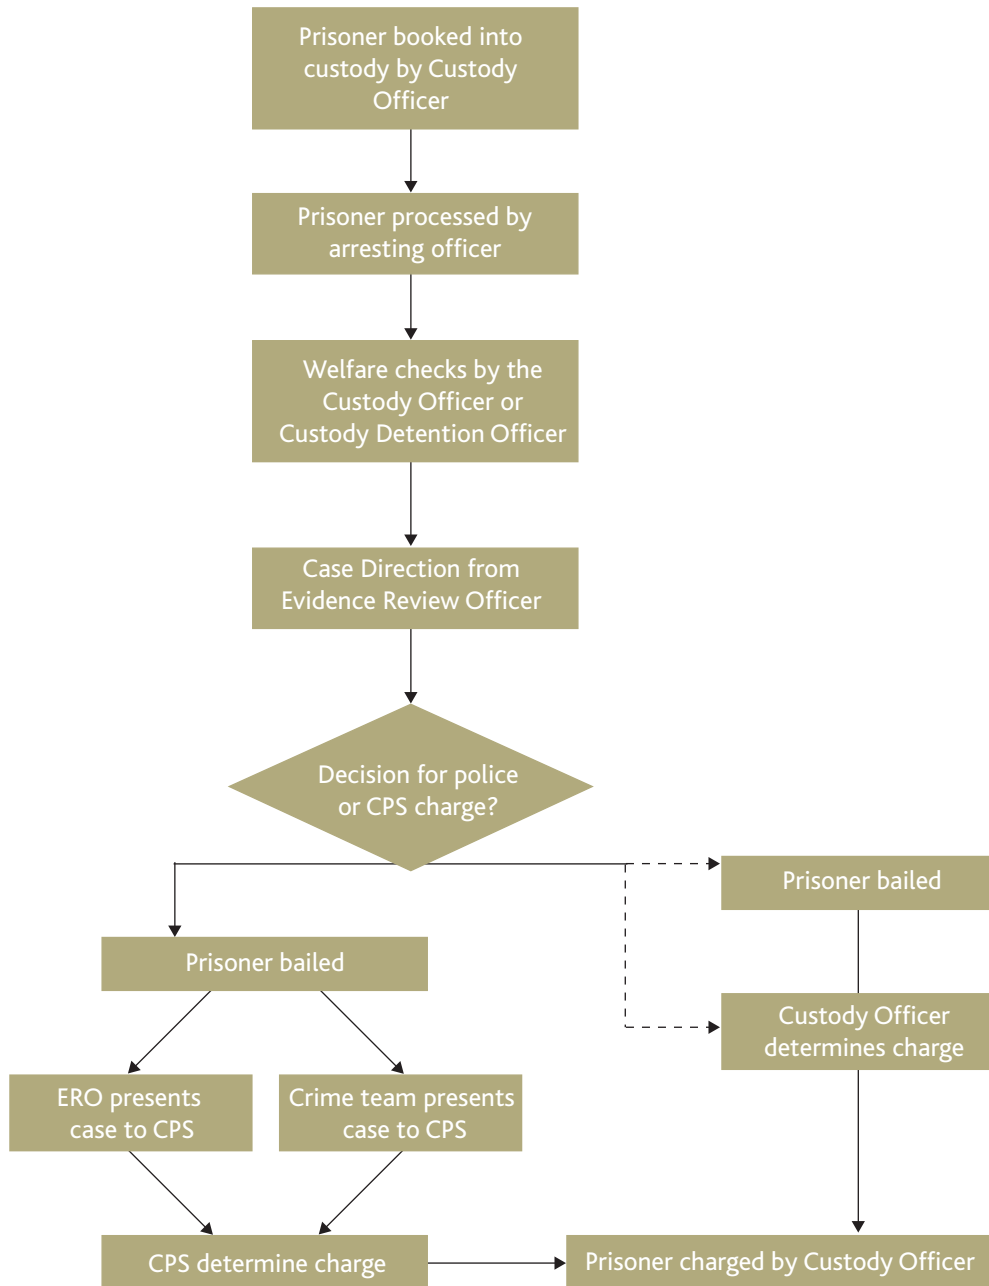 Prisoner booked into
custody by Custody
Officer
Prisoner processed by
arresting officer
Welfare checks by the
Custody Officer or
Custody Detention Officer
Case Direction from
Evidence Review Officer
Decision for police
or CPS charge?
Prisoner bailed
Prisoner bailed
Custody Officer
determines charge
ERO presents
case to CPS
Crime team presents
case to CPS
CPS determine charge
Prisoner charged by Custody Officer